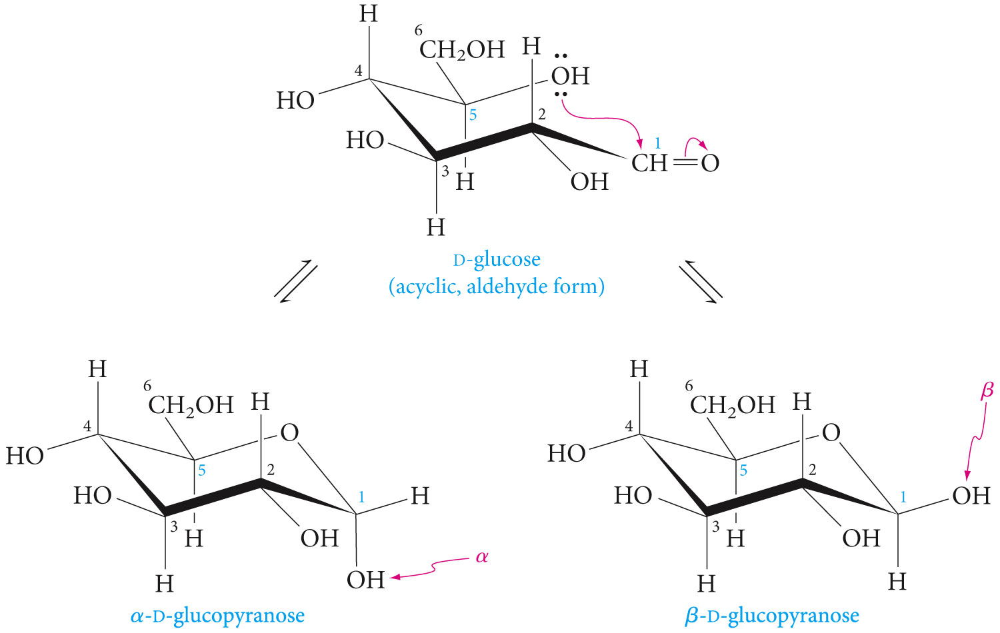 H
6
CH₂OH
H
OH
4
HO
5
2
HO
1
CH=O
3
H
OH
H
D-glucose
(acyclic, aldehyde form)
H
6
CH₂OH
H
4
O
HO
5
2
HO
1
H
3
H
OH
α
H
OH
α-D-glucopyranose
H
6
CH₂OH
H
β
4
O
HO
5
2
HO
1
OH
3
H
OH
H
H
β-D-glucopyranose